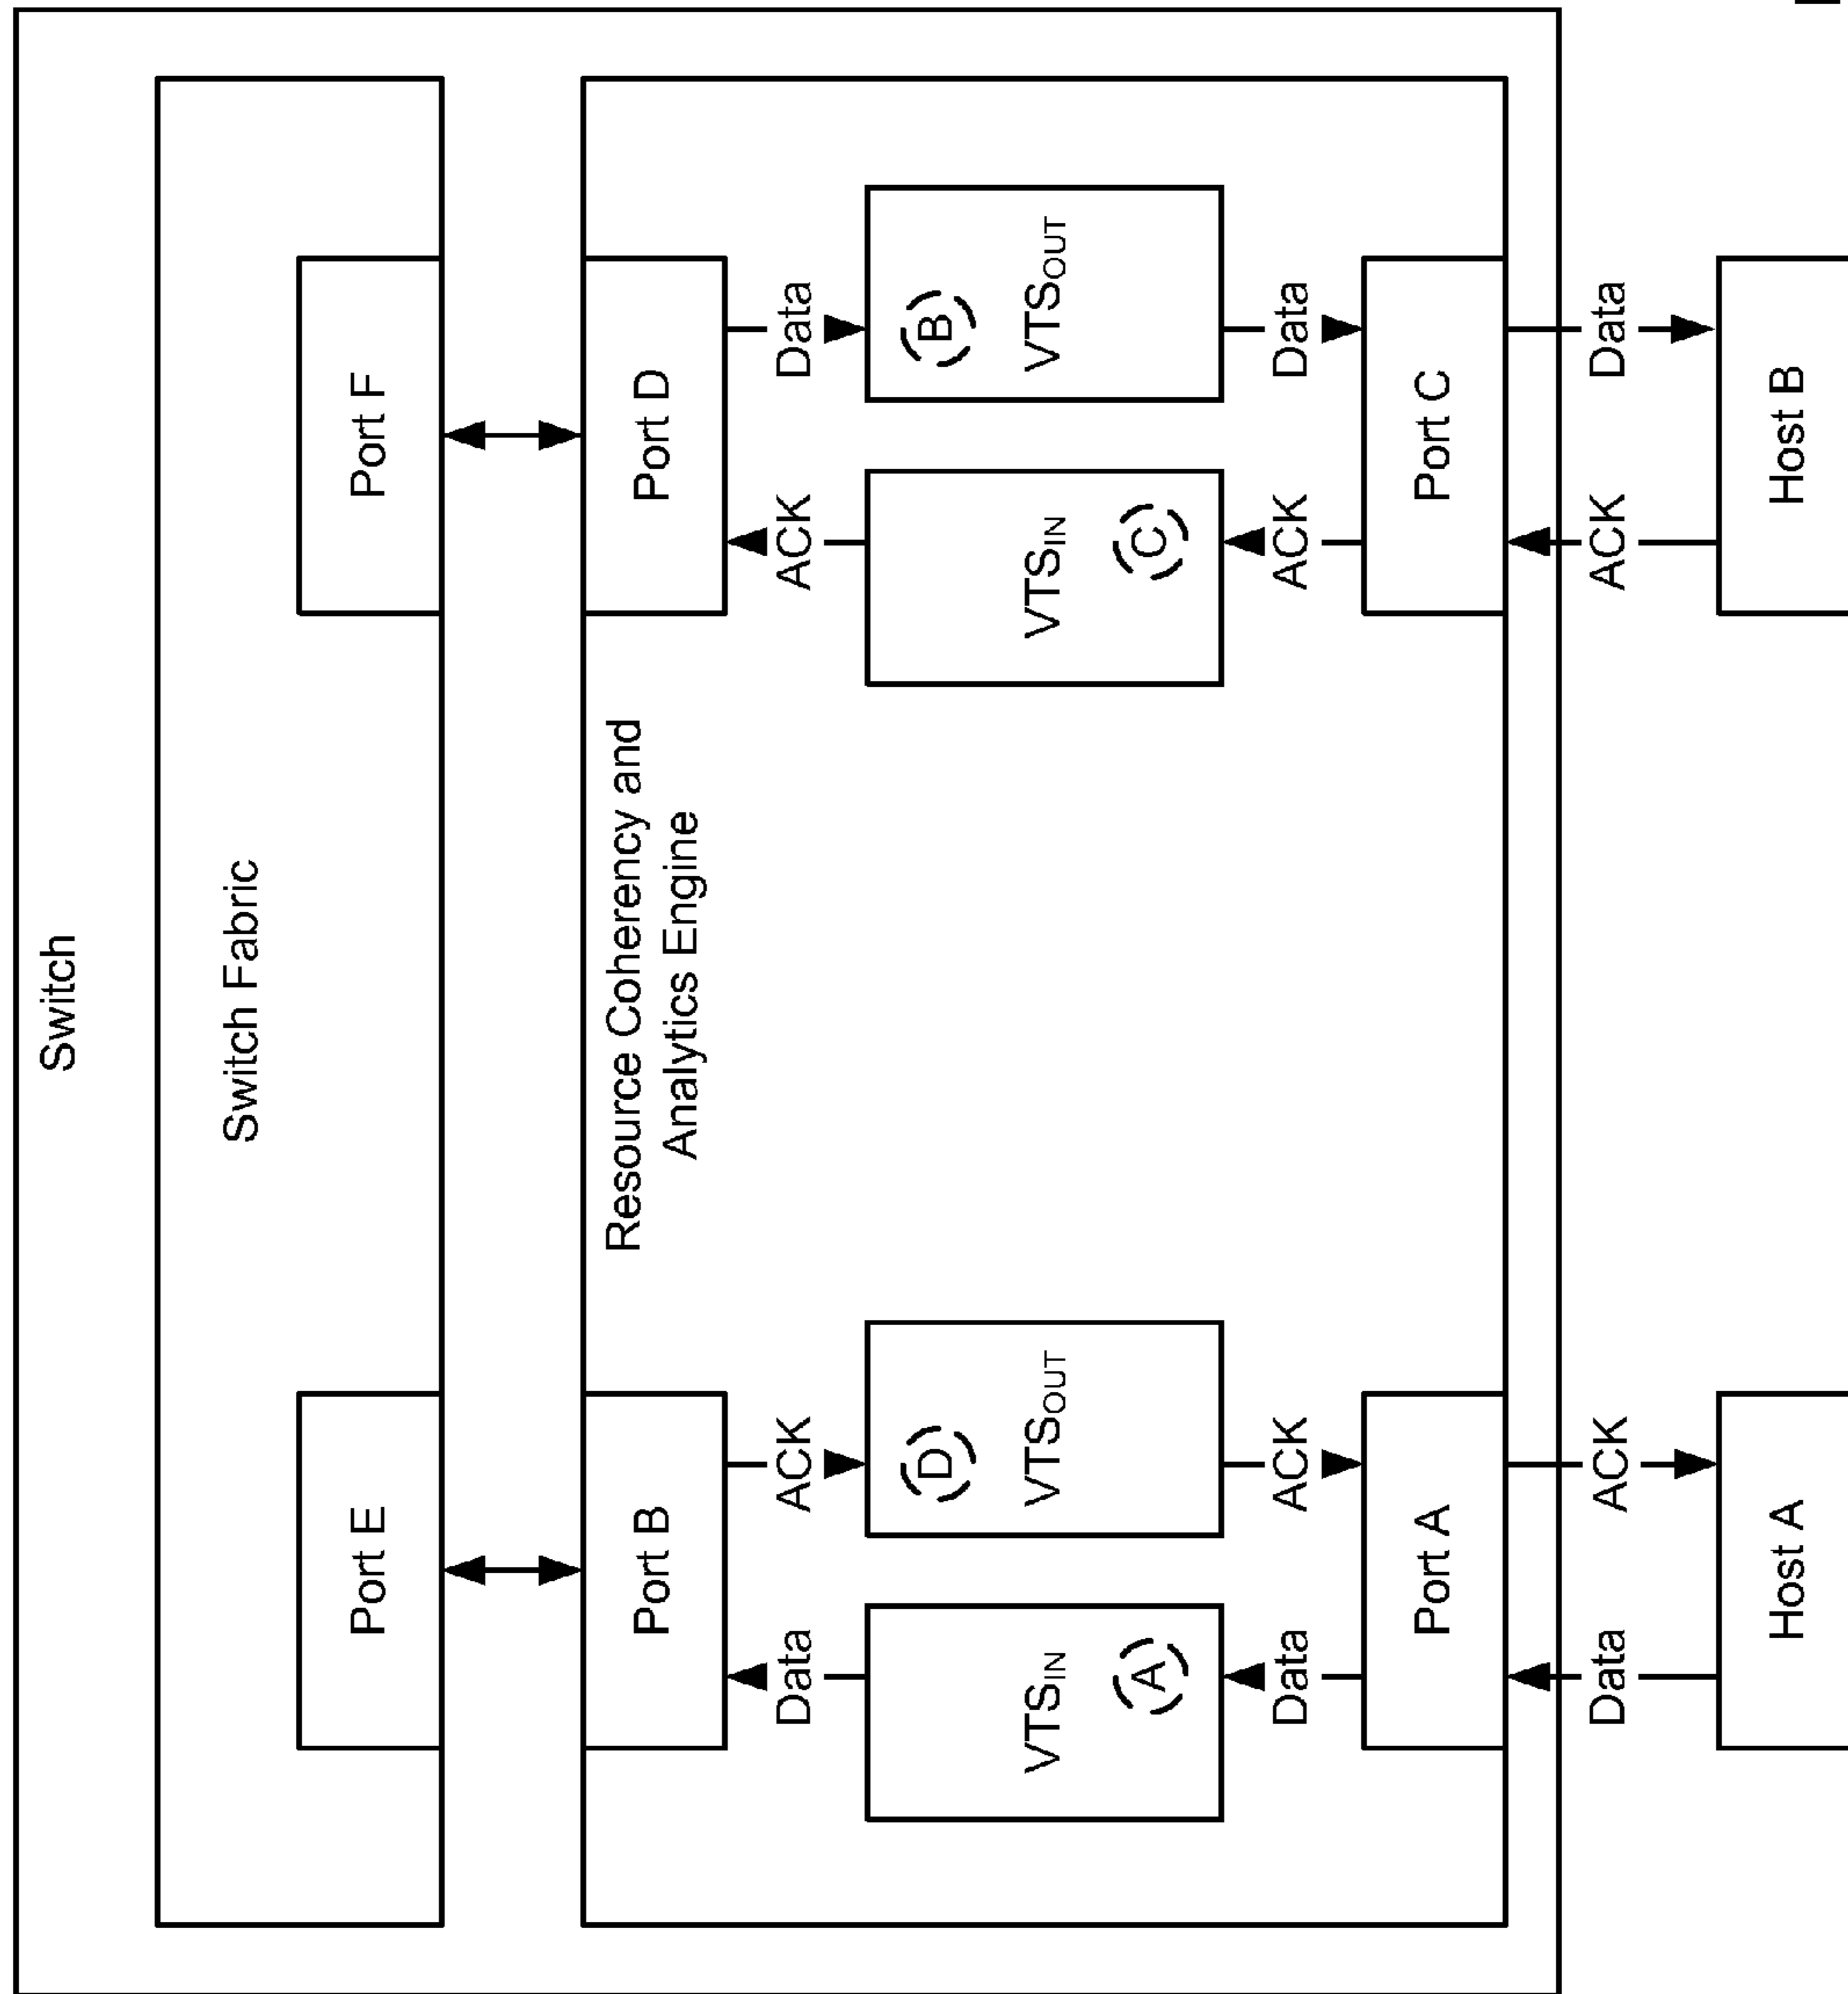 Switch
Switch Fabric
Port E
Port F
Resource Coherency and
Analytics Engine
Port B
Port D
Data
ACK
ACK
Data
D
B
VTSIN
VTSOUT
VTSIN
VTSOUT
A
C
Data
ACK
ACK
Data
Port A
Port C
Data
ACK
ACK
Data
Host A
Host B